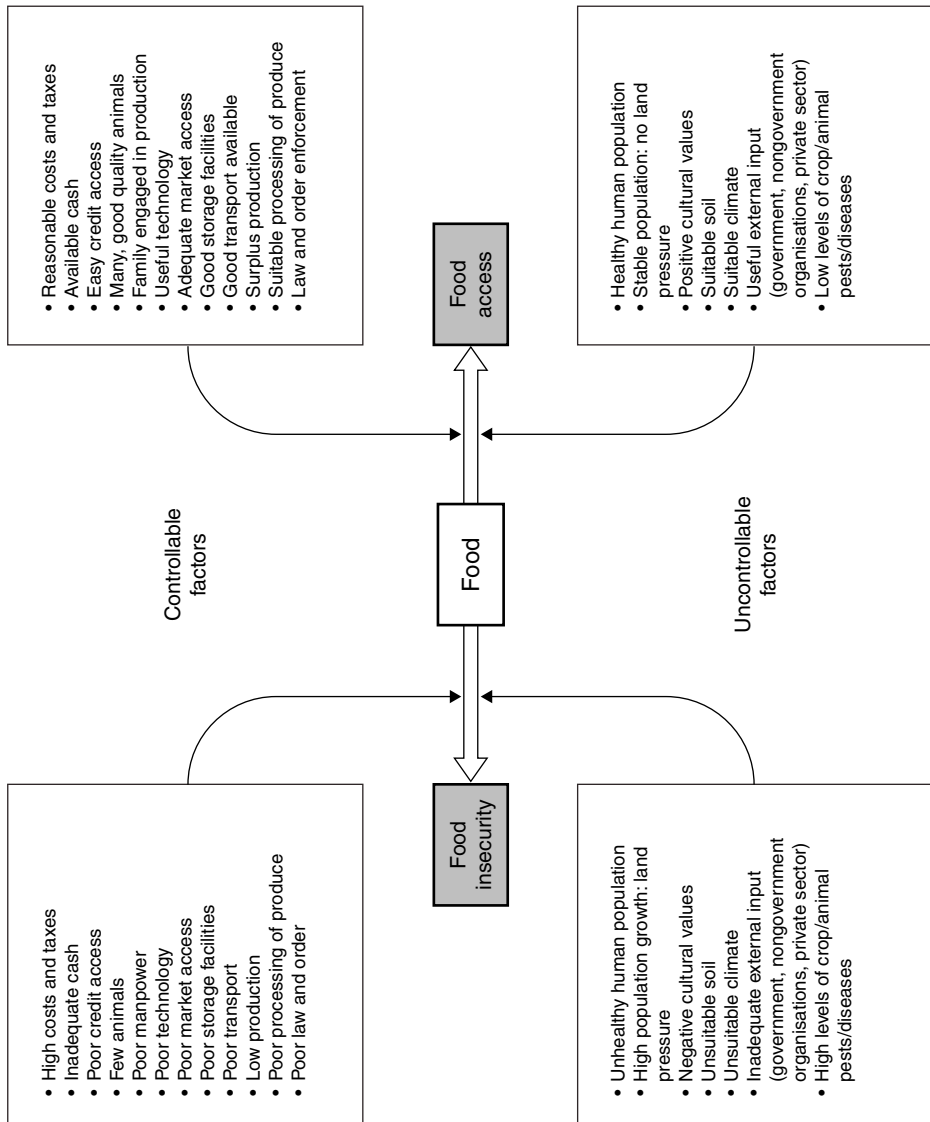 • High costs and taxes
• Inadequate cash
• Poor credit access
• Few animals
• Poor manpower
• Poor technology
• Poor market access
• Poor storage facilities
• Poor transport
• Low production
• Poor processing of produce
• Poor law and order
Controllable
factors
• Reasonable costs and taxes
• Available cash
• Easy credit access
• Many, good quality animals
• Family engaged in production
• Useful technology
• Adequate market access
• Good storage facilities
• Good transport available
• Surplus production
• Suitable processing of produce
• Law and order enforcement
Food
insecurity
Food
Food
access
• Unhealthy human population
• High population growth: land
pressure
• Negative cultural values
• Unsuitable soil
• Unsuitable climate
• Inadequate external input
(government, nongovernment
organisations, private sector)
• High levels of crop/animal
pests/diseases
Uncontrollable
factors
• Healthy human population
• Stable population: no land
pressure
• Positive cultural values
• Suitable soil
• Suitable climate
• Useful external input
(government, nongovernment
organisations, private sector)
• Low levels of crop/animal
pests/diseases